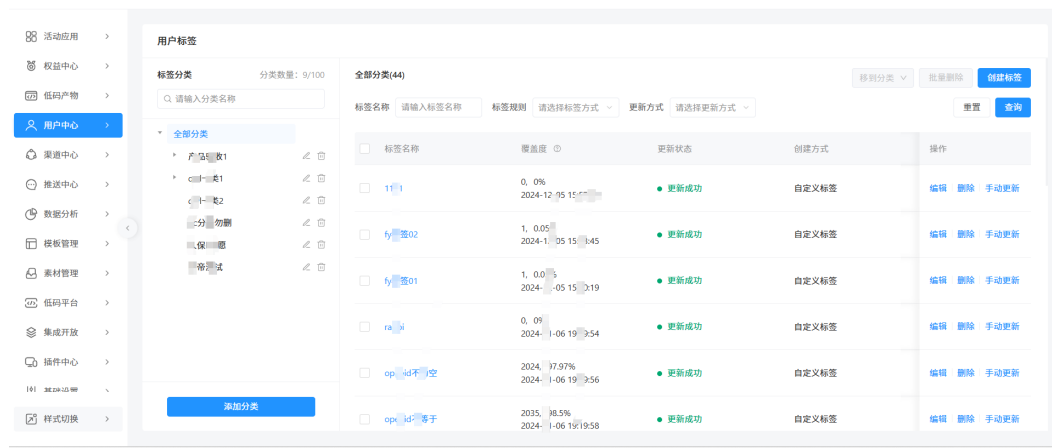 活动应用
权益中心
低码产物
用户中心
渠道中心
推送中心
数据分析
模板管理
素材管理
低码平台
集成开放
插件中心
基础设置
样式切换
用户标签
标签分类 分类数量：9/100
请输入分类名称
全部分类
添加分类
全部分类(44)
移到分类 批量删除 创建标签
标签名称 请输入标签名称 标签规则 请选择标签方式 更新方式 请选择更新方式 重置 查询
标签名称 覆盖度 更新状态 创建方式 操作
0, 0%
更新成功 自定义标签 编辑 删除 手动更新
更新成功 自定义标签 编辑 删除 手动更新
更新成功 自定义标签 编辑 删除 手动更新
更新成功 自定义标签 编辑 删除 手动更新
更新成功 自定义标签 编辑 删除 手动更新
更新成功 自定义标签 编辑 删除 手动更新